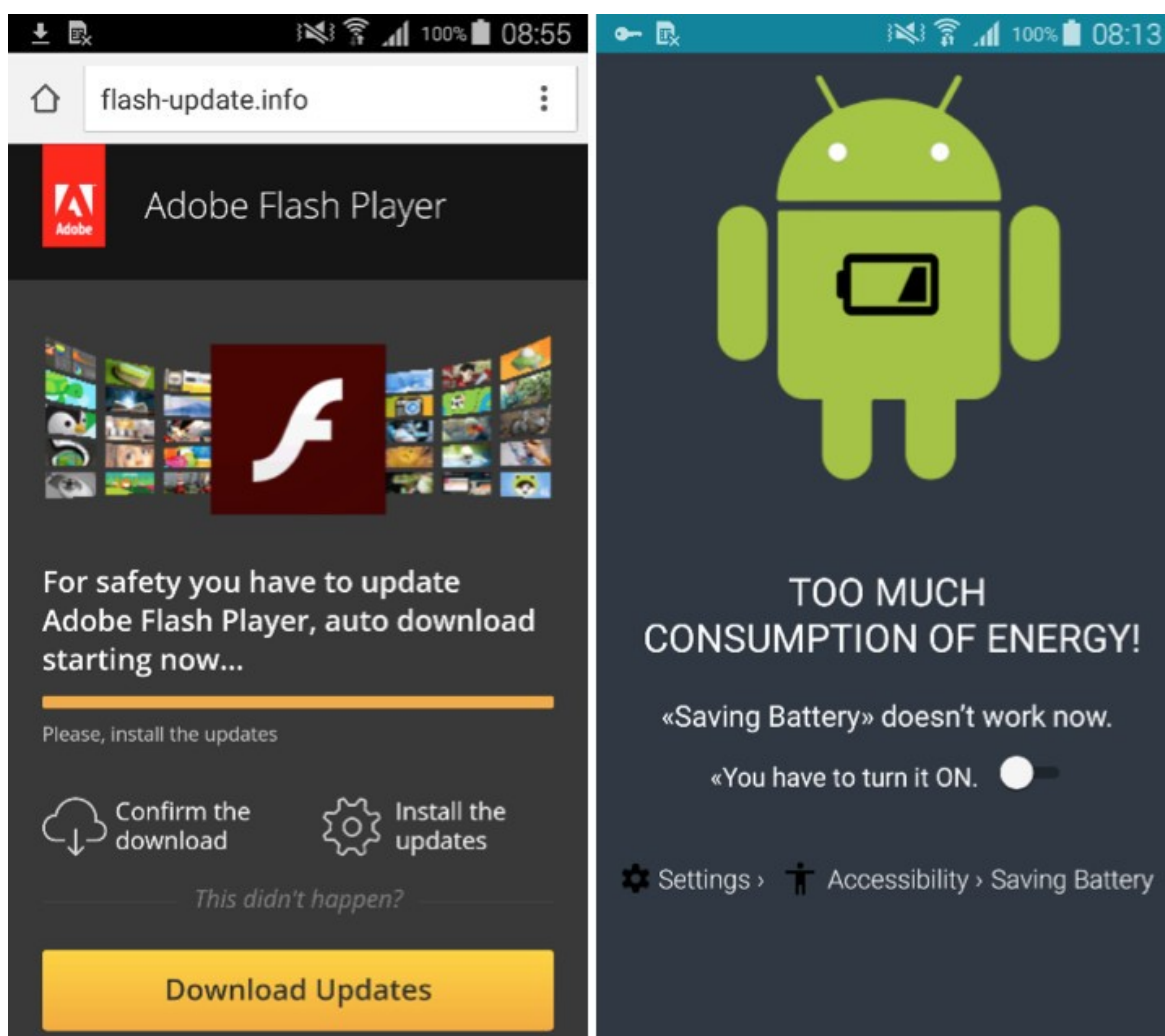 100% 08:55
flash-update.info
Adobe
Adobe Flash Player
For safety you have to update
Adobe Flash Player, auto download
starting now...
Please, install the updates
Confirm the
download
Install the
updates
This didn't happen?
Download Updates
100% 08:13
TOO MUCH
CONSUMPTION OF ENERGY!
«Saving Battery» doesn't work now.
«You have to turn it ON.
Settings › Accessibility › Saving Battery